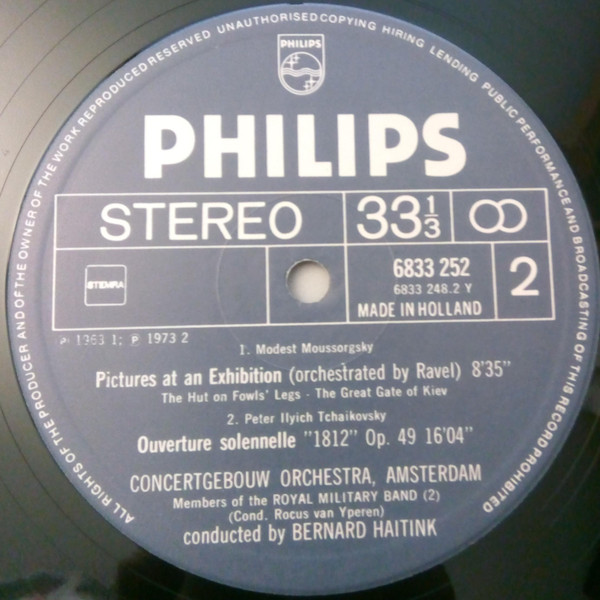 ALL RIGHTS OF THE PRODUCER AND OF THE OWNER OF THE WORK REPRODUCED RESERVED UNAUTHORISED COPYING HIRING LENDING PUBLIC PERFORMANCE AND BROADCASTING OF THIS RECORD PROHIBITED
PHILIPS
PHILIPS
STEREO 33 1/3
STEMRA
6833 252
6833 248.2 Y
MADE IN HOLLAND
2
℗ 1963 1; ℗ 1973 2
1. Modest Moussorgsky
Pictures at an Exhibition (orchestrated by Ravel) 8'35"
The Hut on Fowls' Legs - The Great Gate of Kiev
2. Peter Ilyich Tchaikovsky
Ouverture solennelle "1812" Op. 49 16'04"
CONCERTGEBOUW ORCHESTRA, AMSTERDAM
Members of the ROYAL MILITARY BAND (2)
(Cond. Rocus van Yperen)
conducted by BERNARD HAITINK